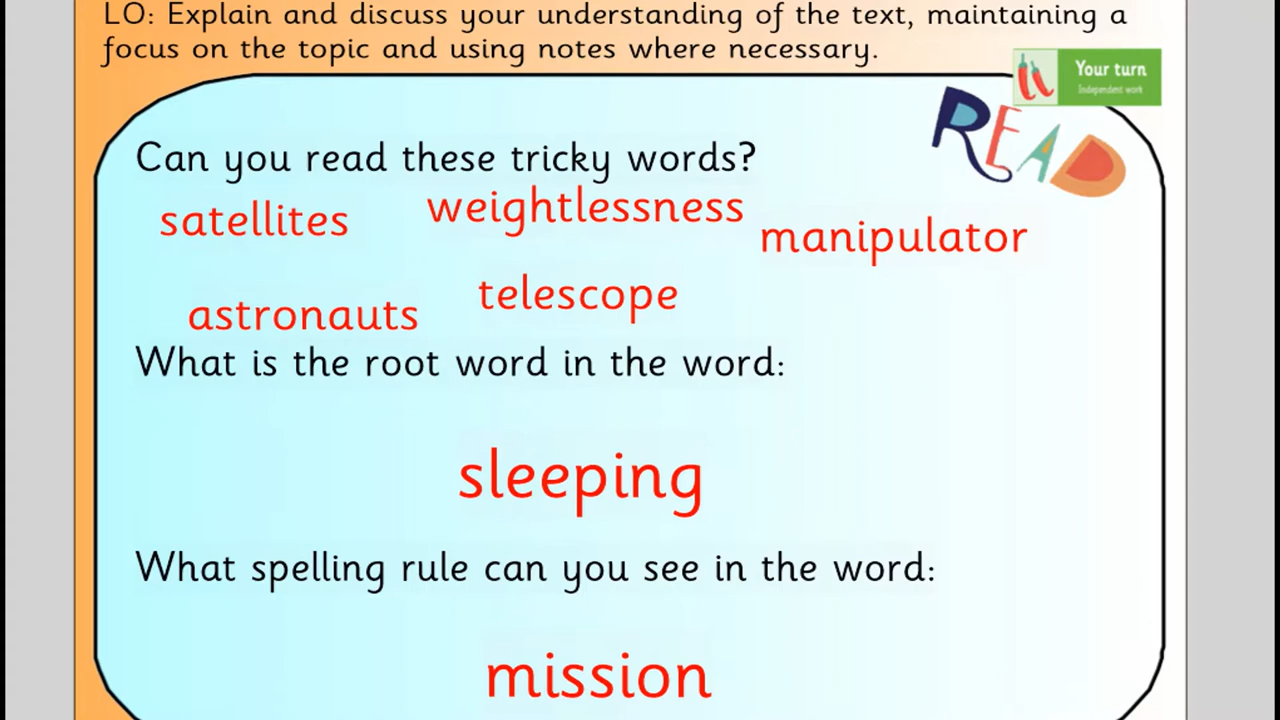 LO: Explain and discuss your understanding of the text, maintaining a
focus on the topic and using notes where necessary.
Your turn
Independent work
READ
Can you read these tricky words?
satellites
weightlessness
manipulator
astronauts
telescope
What is the root word in the word:
sleeping
What spelling rule can you see in the word:
mission